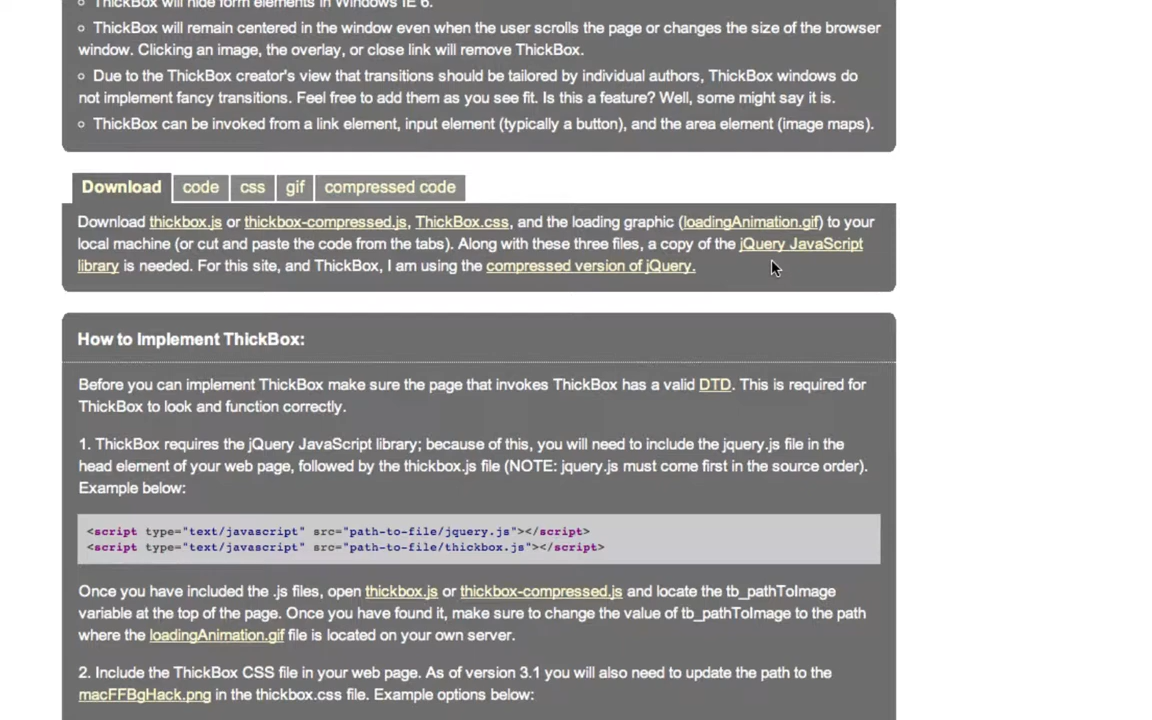 ThickBox will hide form elements in Windows IE 6.
ThickBox will remain centered in the window even when the user scrolls the page or changes the size of the browser
window. Clicking an image, the overlay, or close link will remove ThickBox.
Due to the ThickBox creator's view that transitions should be tailored by individual authors, ThickBox windows do
not implement fancy transitions. Feel free to add them as you see fit. Is this a feature? Well, some might say it is.
ThickBox can be invoked from a link element, input element (typically a button), and the area element (image maps).
Download code css gif compressed code
Download thickbox.js or thickbox-compressed.js, ThickBox.css, and the loading graphic (loadingAnimation.gif) to your
local machine (or cut and paste the code from the tabs). Along with these three files, a copy of the jQuery JavaScript
library is needed. For this site, and ThickBox, I am using the compressed version of jQuery.
How to Implement ThickBox:
Before you can implement ThickBox make sure the page that invokes ThickBox has a valid DTD. This is required for
ThickBox to look and function correctly.
1. ThickBox requires the jQuery JavaScript library; because of this, you will need to include the jquery.js file in the
head element of your web page, followed by the thickbox.js file (NOTE: jquery.js must come first in the source order).
Example below:
<script type="text/javascript" src="path-to-file/jquery.js"></script>
<script type="text/javascript" src="path-to-file/thickbox.js"></script>
Once you have included the .js files, open thickbox.js or thickbox-compressed.js and locate the tb_pathToImage
variable at the top of the page. Once you have found it, make sure to change the value of tb_pathToImage to the path
where the loadingAnimation.gif file is located on your own server.
2. Include the ThickBox CSS file in your web page. As of version 3.1 you will also need to update the path to the
macFFBgHack.png in the thickbox.css file. Example options below: